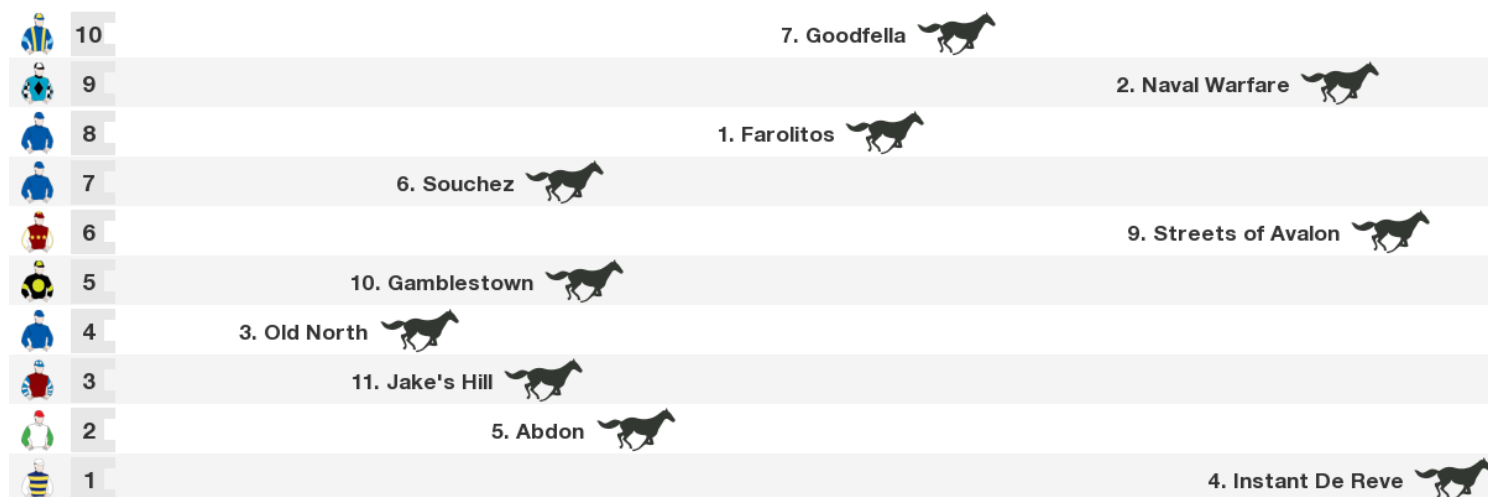 10 7. Goodfella
9 2. Naval Warfare
8 1. Farolitos
7 6. Souchez
6 9. Streets of Avalon
5 10. Gamblestown
4 3. Old North
3 11. Jake's Hill
2 5. Abdon
1 4. Instant De Reve